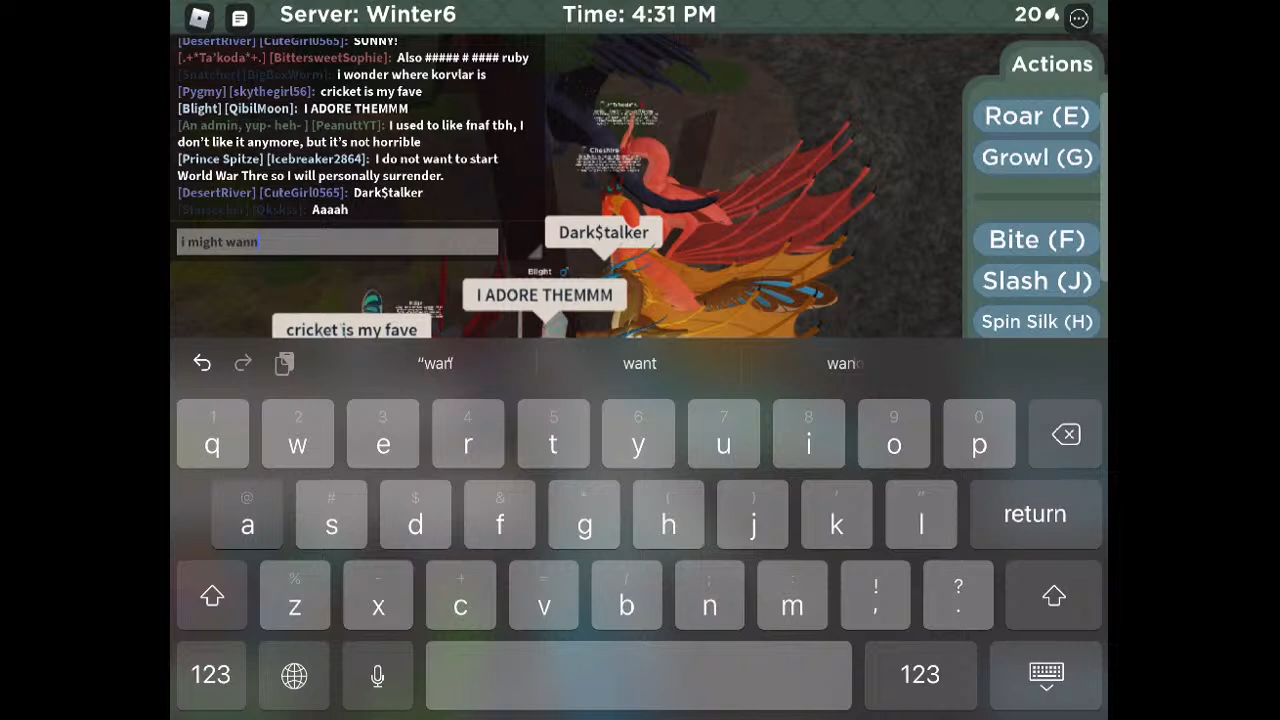 Server: Winter6
Time: 4:31 PM
20
[DesertRiver] [CuteGirl0565]: SUNNY!
[.+*Ta'koda*+.] [BittersweetSophie]: Also ##### # #### ruby
[Snatcher] [BigBoxWorm]: i wonder where korvlar is
[Pygmy] [skythegirl56]: cricket is my fave
[Blight] [QibilMoon]: I ADORE THEMMM
[An admin, yup- heh- ] [PeanuttYT]: I used to like fnaf tbh, I
don't like it anymore, but it's not horrible
[Prince Spitze] [Icebreaker2864]: I do not want to start
World War Thre so I will personally surrender.
[DesertRiver] [CuteGirl0565]: Dark$talker
Aaaah
i might wann
Cheshire
Dark$talker
Blight ♂
I ADORE THEMMM
cricket is my fave
Actions
Roar (E)
Growl (G)
Bite (F)
Slash (J)
Spin Silk (H)
want
1 2 3 4 5 6 7 8 9 0
q w e r t y u i o p
@ # $ & * ( ) ' "
a s d f g h j k l return
% - + = / ; : ! ?
z x c v b n m , .
123 123